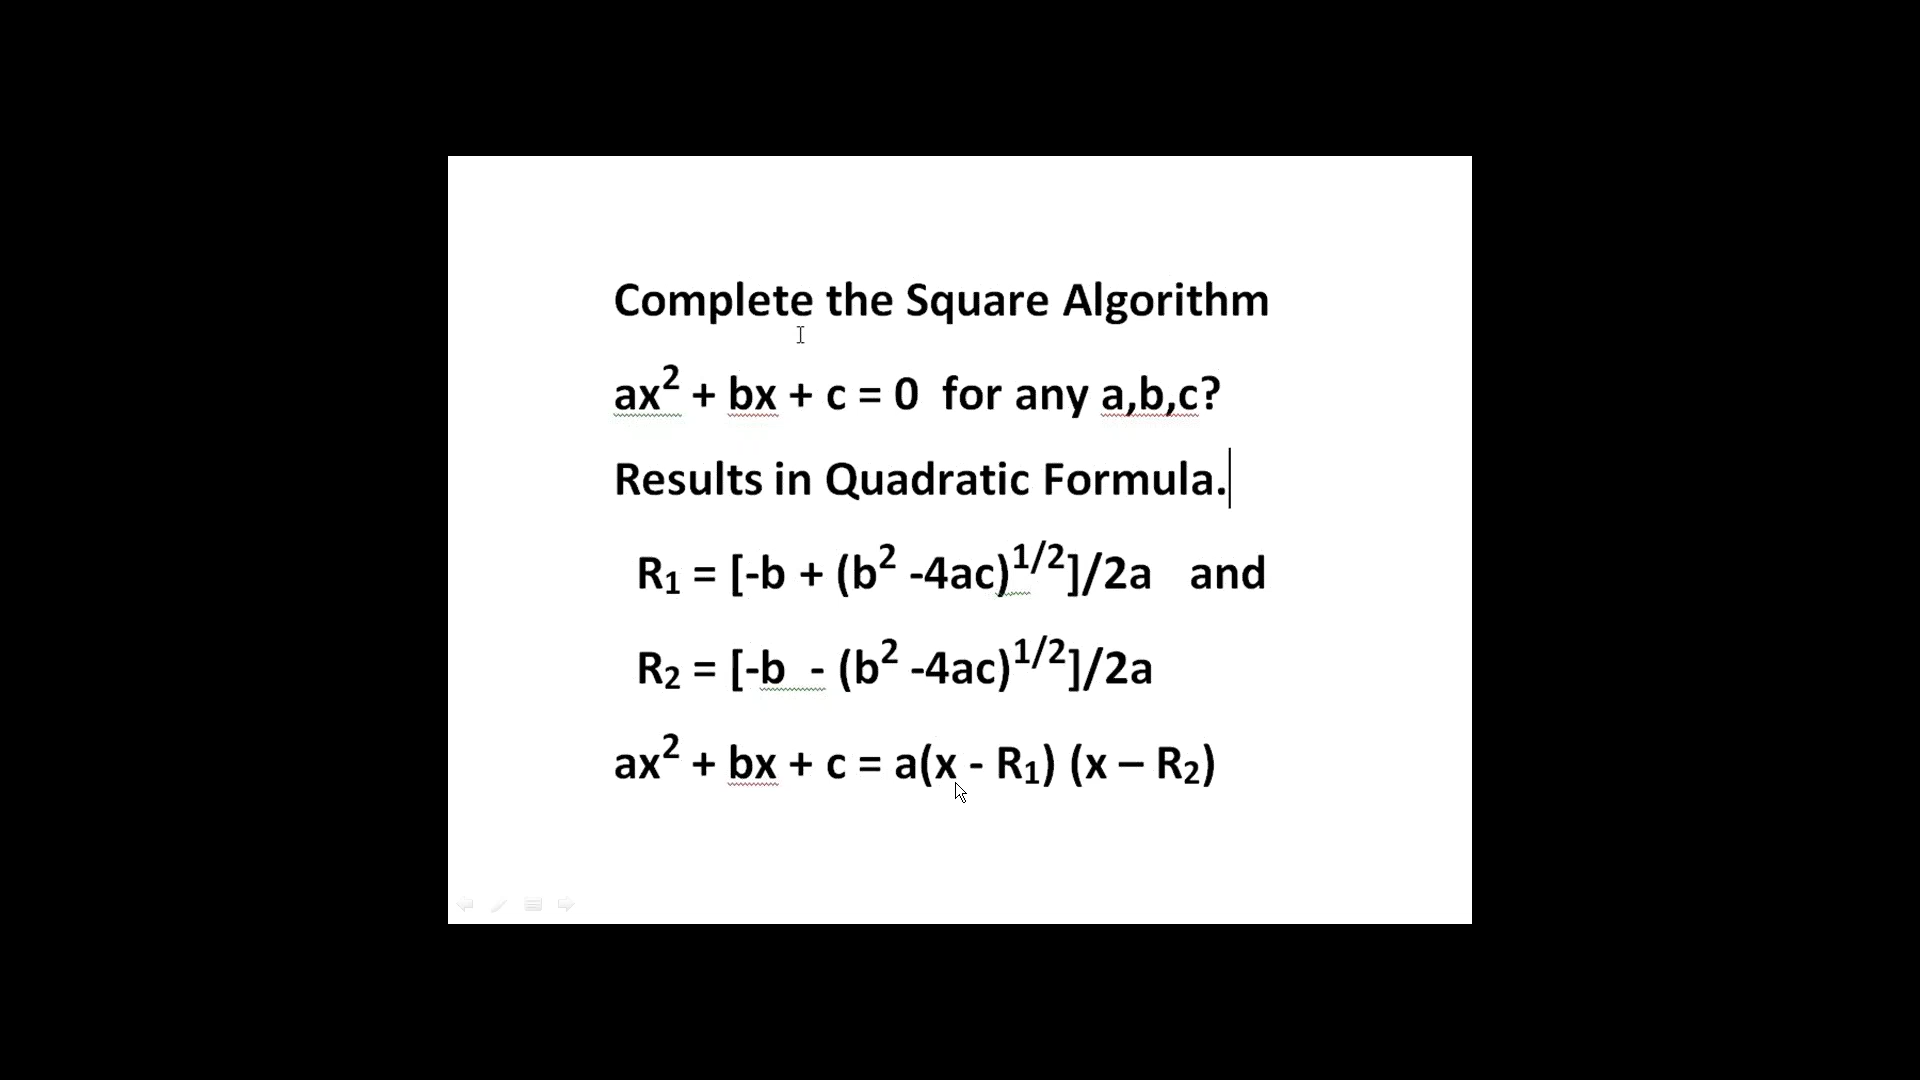 Complete the Square Algorithm
ax² + bx + c = 0 for any a,b,c?
Results in Quadratic Formula.
R₁ = [-b + (b² -4ac)^1/2]/2a and
R₂ = [-b - (b² -4ac)^1/2]/2a
ax² + bx + c = a(x - R₁) (x – R₂)